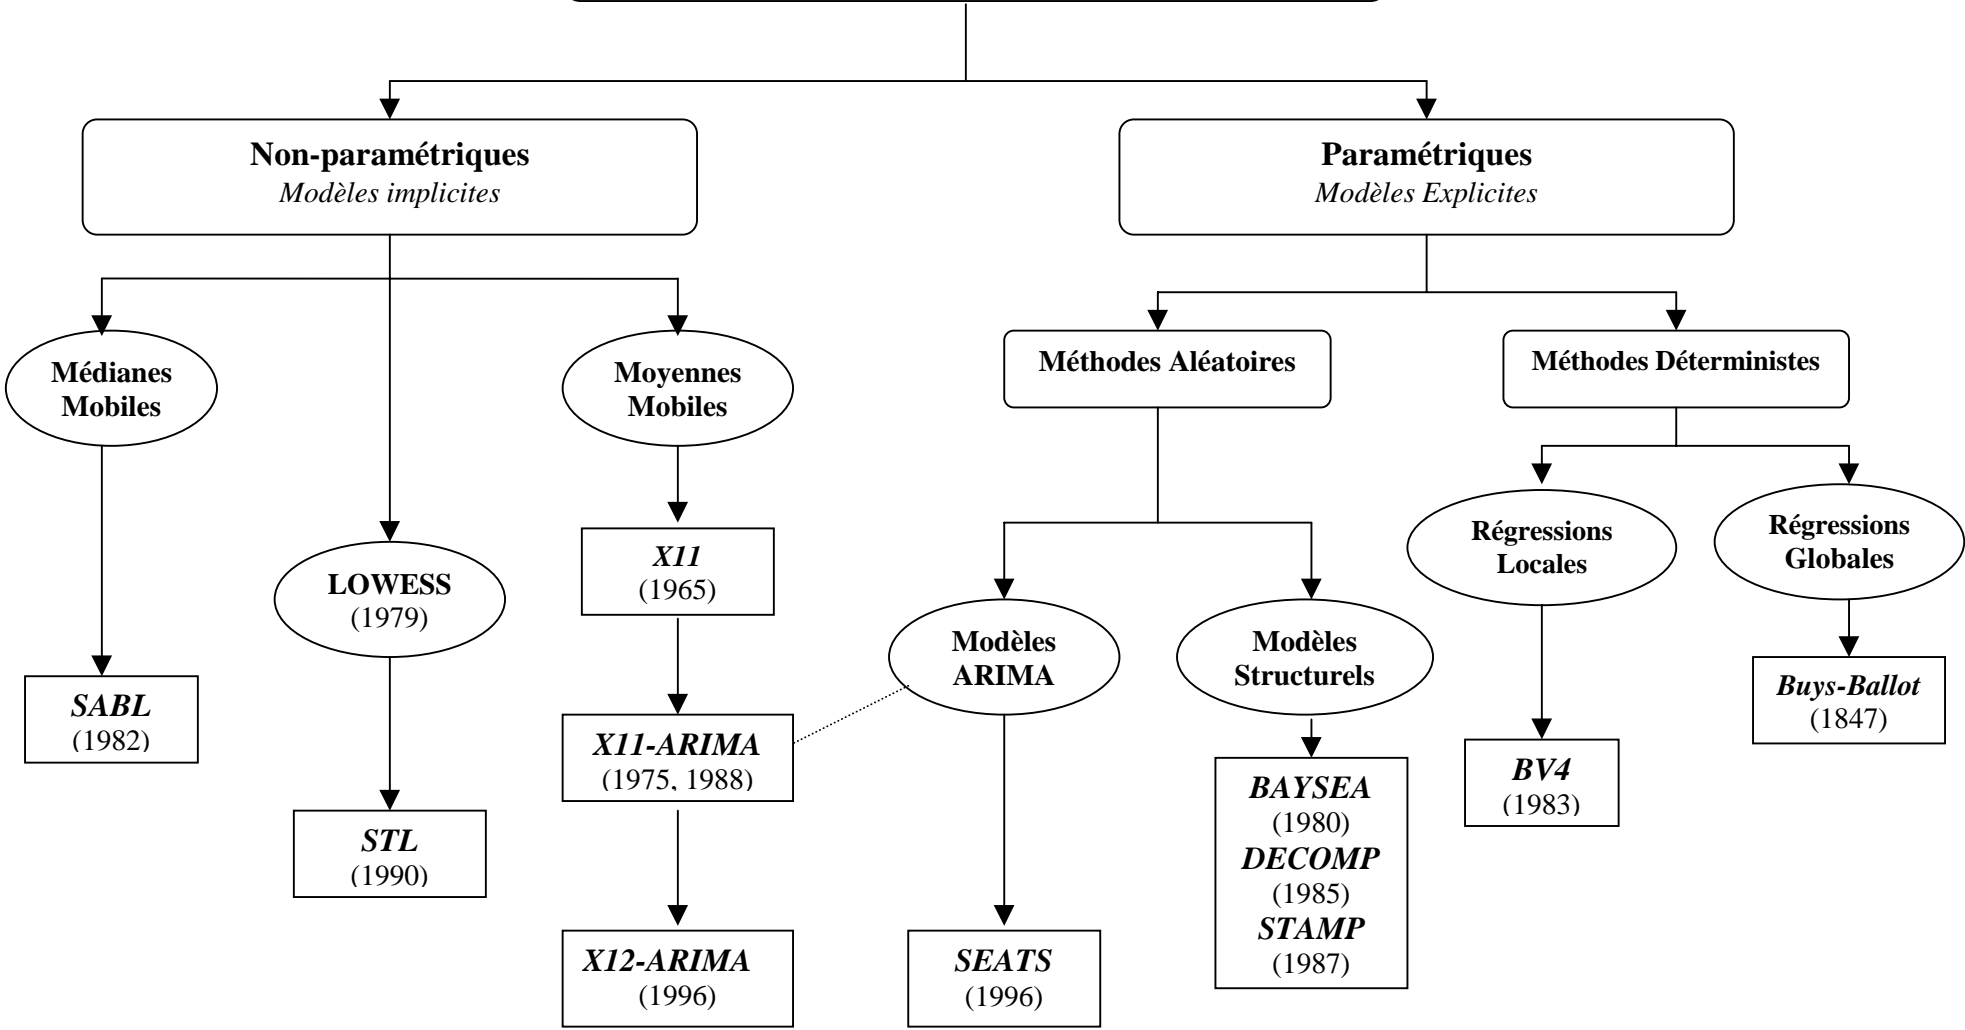 Non-paramétriques
Modèles implicites
Paramétriques
Modèles Explicites
Médianes
Mobiles
Moyennes
Mobiles
Méthodes Aléatoires
Méthodes Déterministes
LOWESS
(1979)
X11
(1965)
Régressions
Locales
Régressions
Globales
Modèles
ARIMA
Modèles
Structurels
SABL
(1982)
X11-ARIMA
(1975, 1988)
Buys-Ballot
(1847)
STL
(1990)
BAYSEA
(1980)
DECOMP
(1985)
STAMP
(1987)
BV4
(1983)
X12-ARIMA
(1996)
SEATS
(1996)